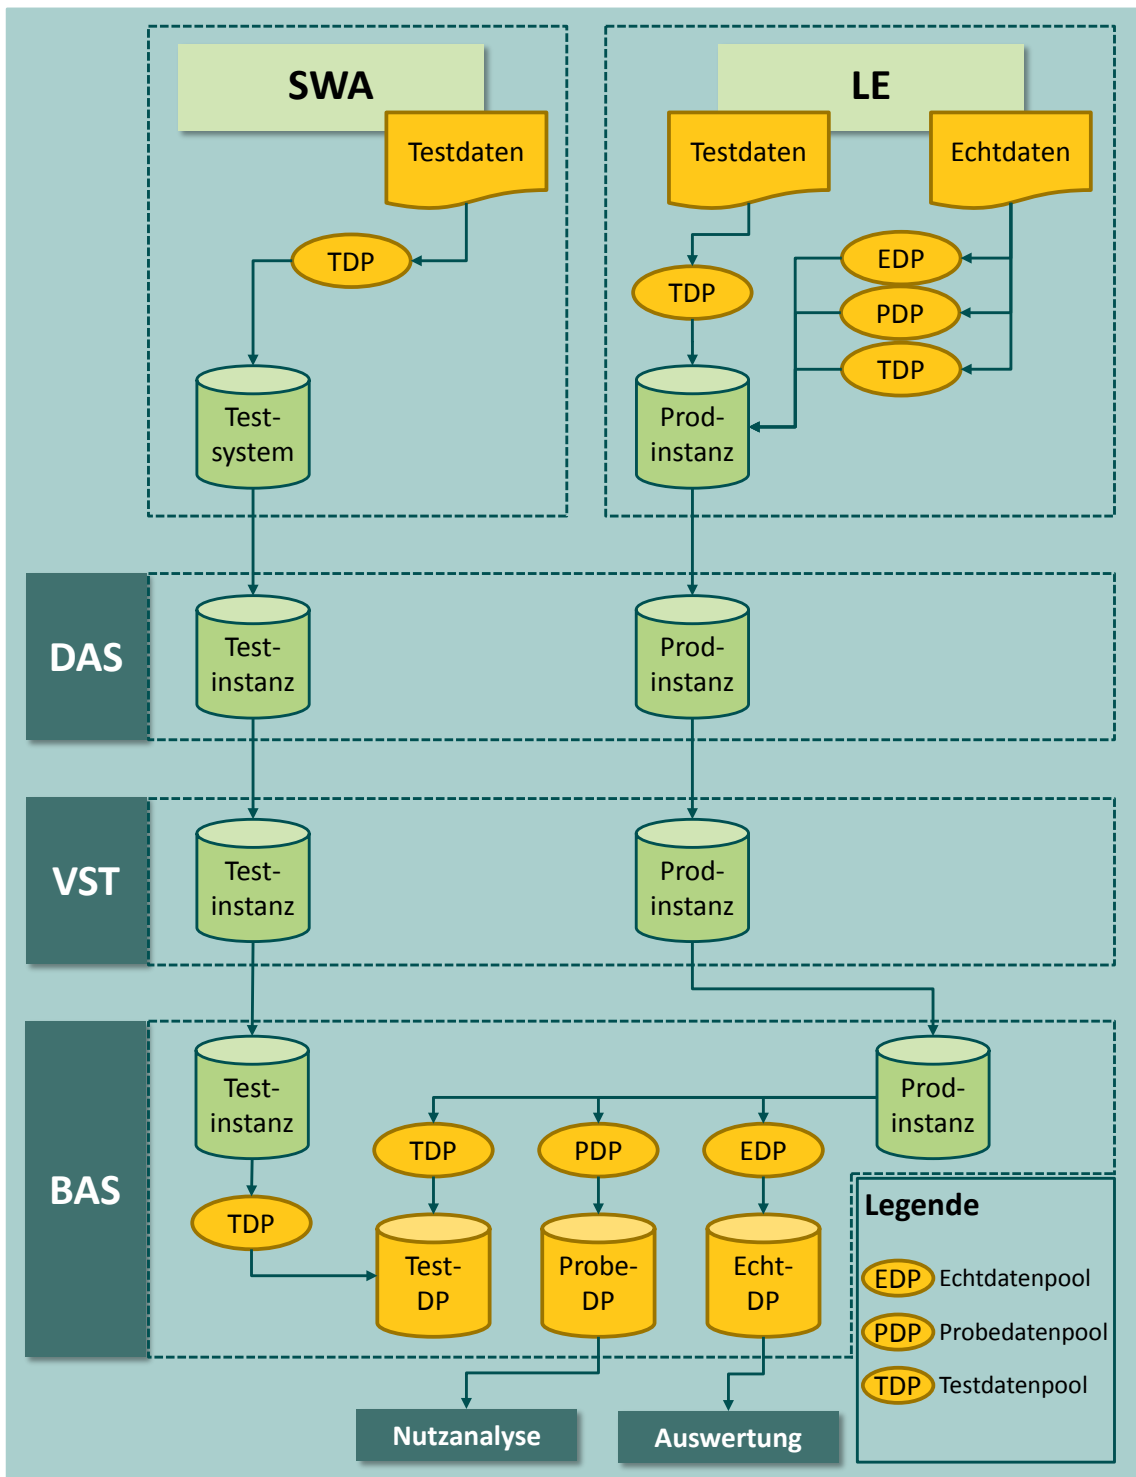 SWA
LE
Testdaten
Testdaten
Echtdaten
TDP
TDP
EDP
PDP
TDP
Test-
system
Prod-
instanz
DAS
Test-
instanz
Prod-
instanz
VST
Test-
instanz
Prod-
instanz
BAS
Test-
instanz
Prod-
instanz
TDP
PDP
EDP
TDP
Test-
DP
Probe-
DP
Echt-
DP
Legende
EDP Echtdatenpool
PDP Probedatenpool
TDP Testdatenpool
Nutzanalyse
Auswertung